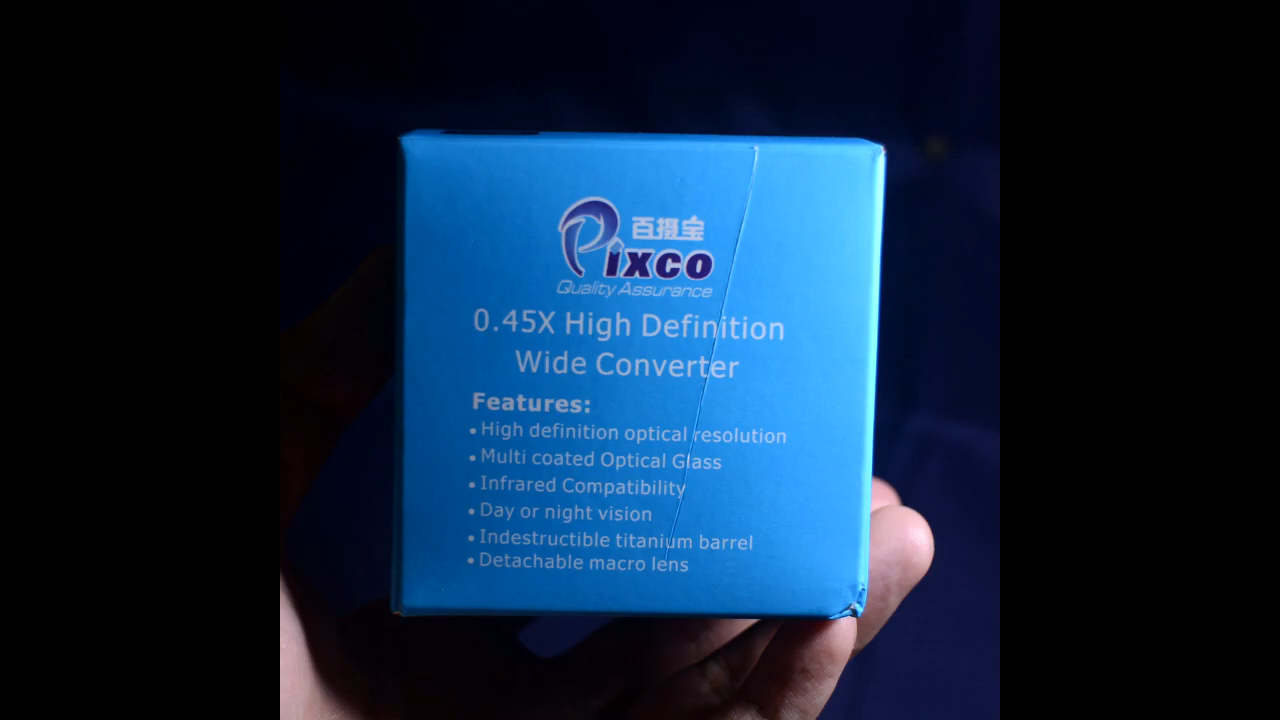 百摄宝
Pixco
Quality Assurance
0.45X High Definition
Wide Converter
Features:
•High definition optical resolution
•Multi coated Optical Glass
•Infrared Compatibility
•Day or night vision
•Indestructible titanium barrel
•Detachable macro lens